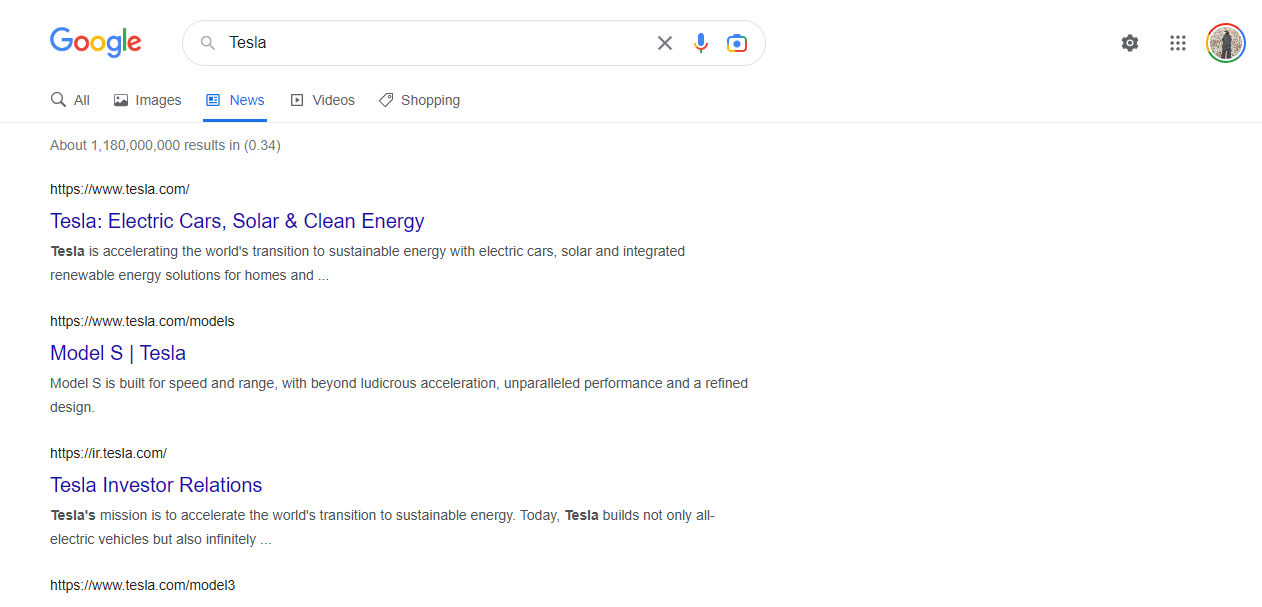 Google
Tesla
All Images News Videos Shopping
About 1,180,000,000 results in (0.34)
https://www.tesla.com/
Tesla: Electric Cars, Solar & Clean Energy
Tesla is accelerating the world's transition to sustainable energy with electric cars, solar and integrated
renewable energy solutions for homes and ...
https://www.tesla.com/models
Model S | Tesla
Model S is built for speed and range, with beyond ludicrous acceleration, unparalleled performance and a refined
design.
https://ir.tesla.com/
Tesla Investor Relations
Tesla's mission is to accelerate the world's transition to sustainable energy. Today, Tesla builds not only all-
electric vehicles but also infinitely ...
https://www.tesla.com/model3